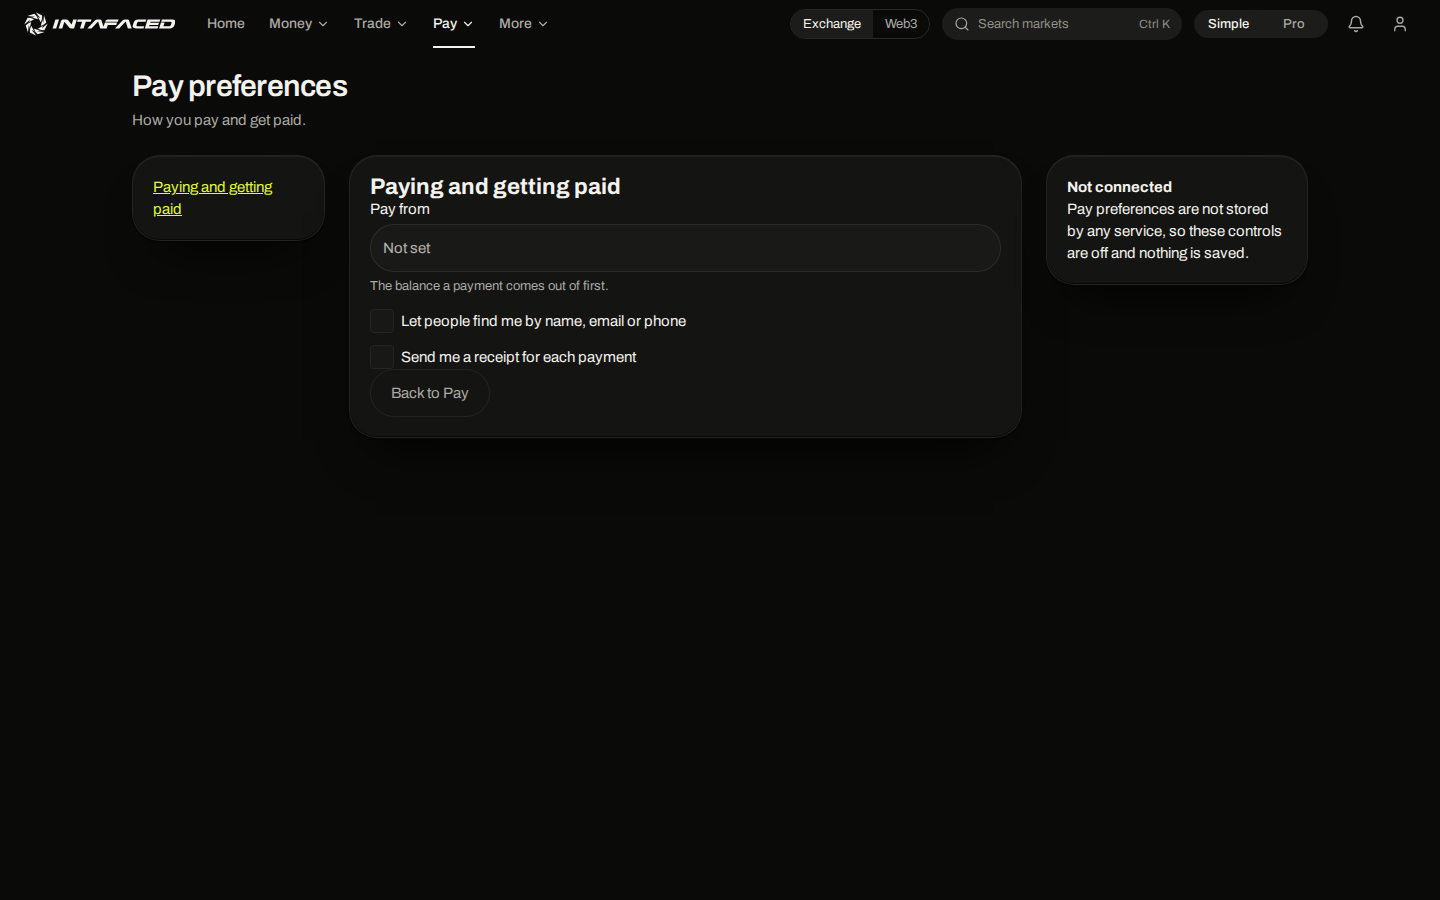 INTAFACED
Home
Money
Trade
Pay
More
Exchange
Web3
Search markets
Ctrl K
Simple
Pro
Pay preferences
How you pay and get paid.
Paying and getting
paid
Paying and getting paid
Pay from
Not set
The balance a payment comes out of first.
Let people find me by name, email or phone
Send me a receipt for each payment
Back to Pay
Not connected
Pay preferences are not stored
by any service, so these controls
are off and nothing is saved.